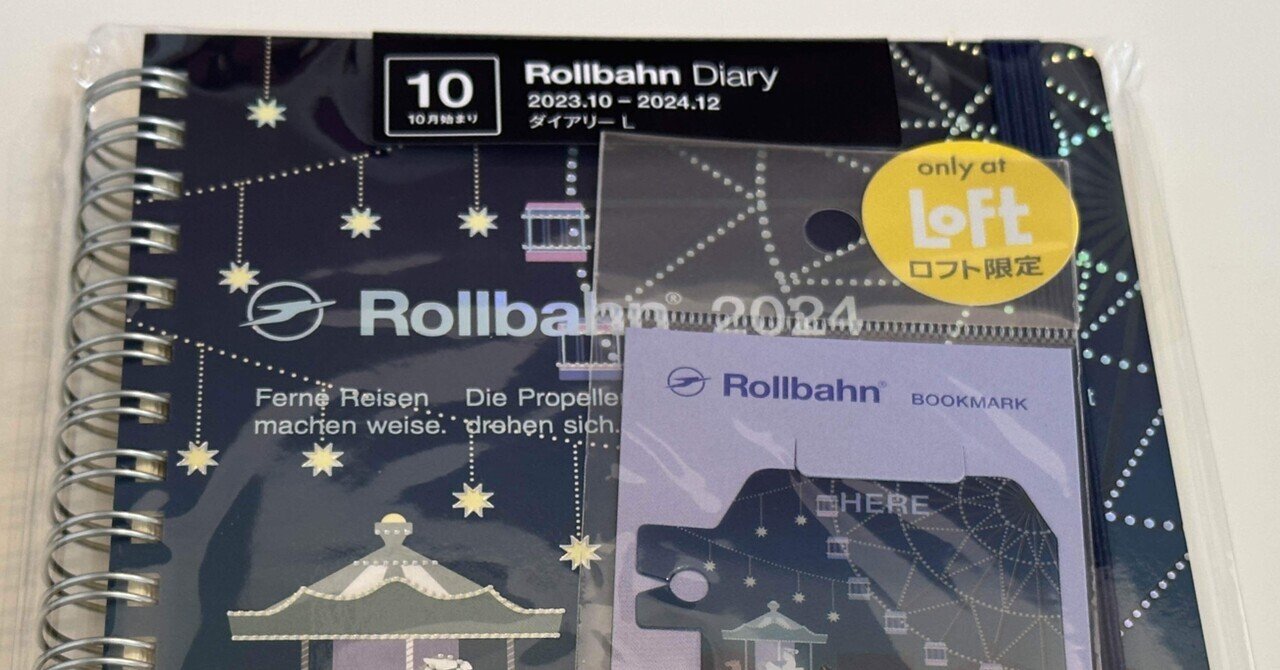 10
10月始まり
Rollbahn Diary
2023.10 – 2024.12
ダイアリー L
only at
LoFt
ロフト限定
Rollbahn® 2024
Ferne Reisen
machen weise.
Die Propeller
drehen sich.
Rollbahn®
BOOKMARK
HERE